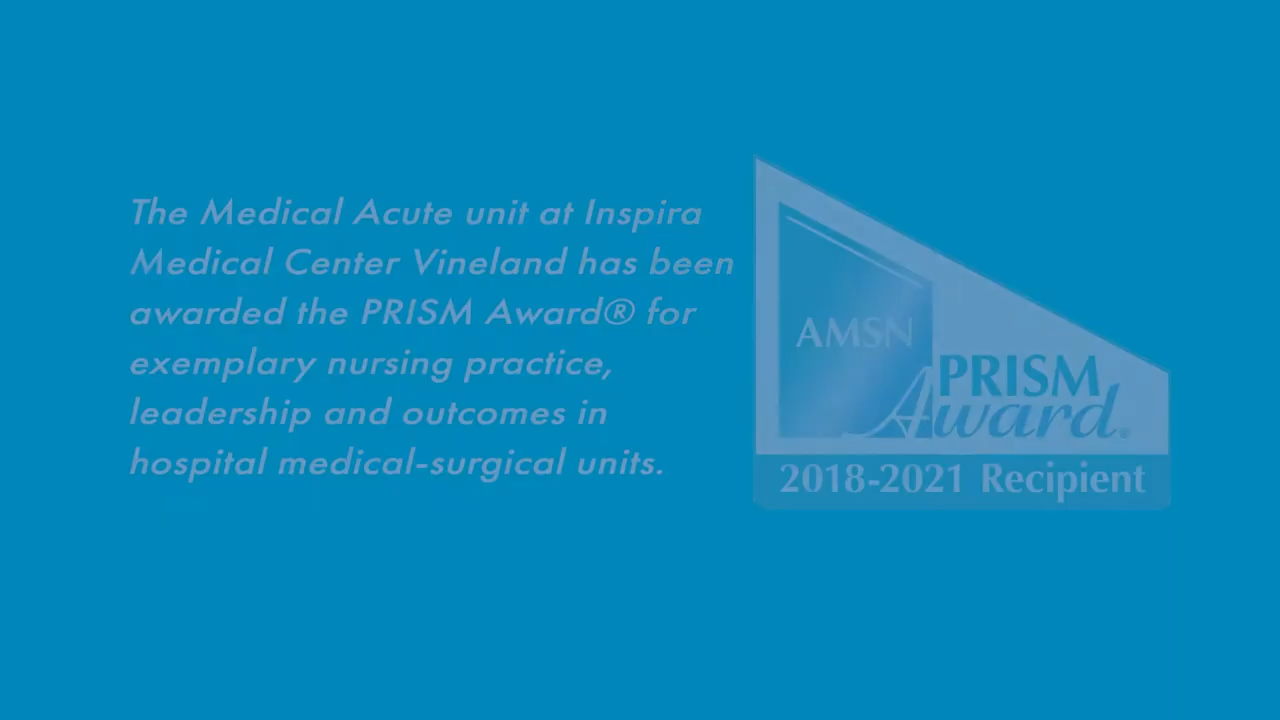 The Medical Acute unit at Inspira
Medical Center Vineland has been
awarded the PRISM Award® for
exemplary nursing practice,
leadership and outcomes in
hospital medical-surgical units.
AMSN
PRISM
Award®
2018-2021 Recipient